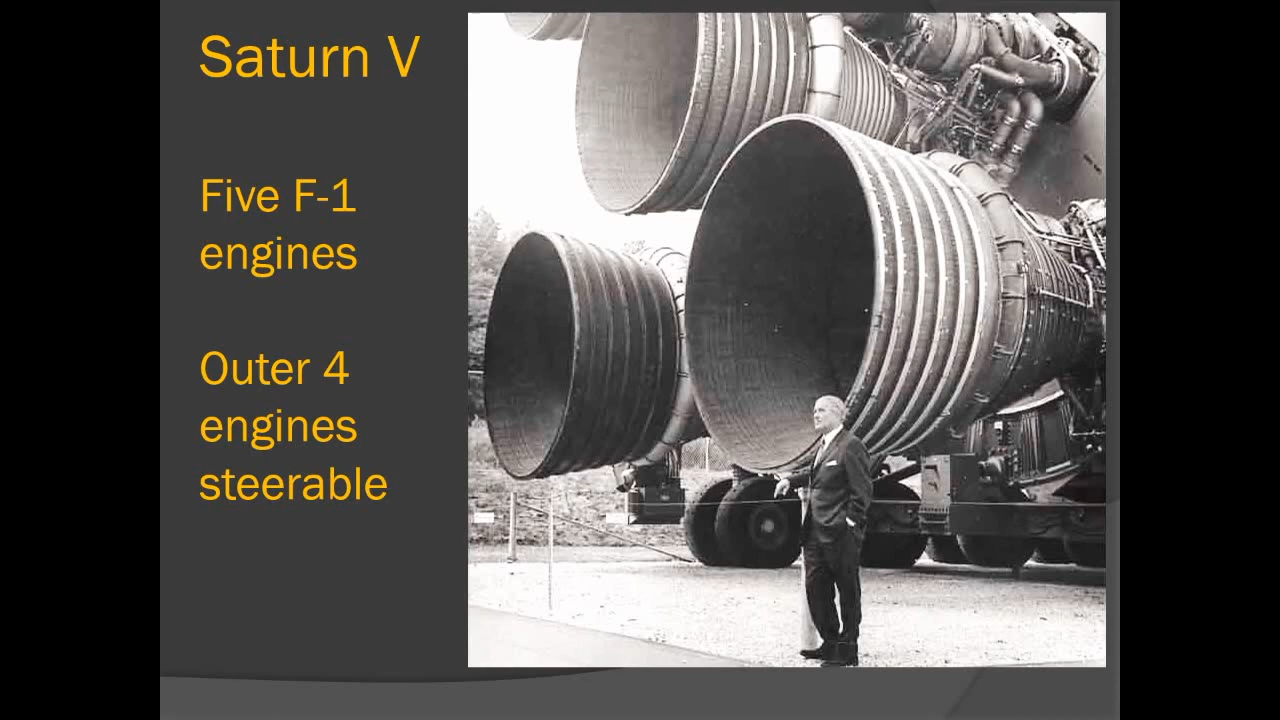 Saturn V
Five F-1
engines
Outer 4
engines
steerable